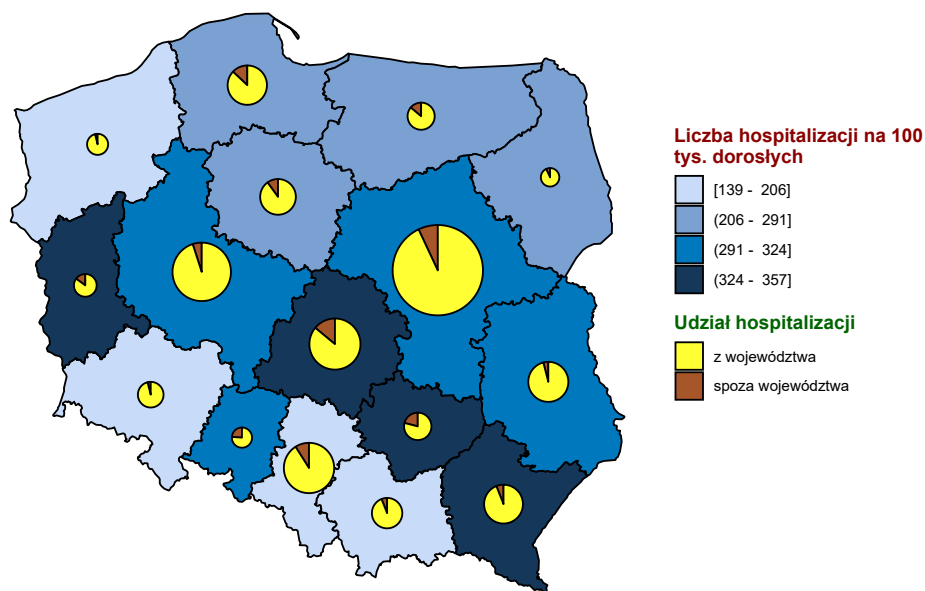 Liczba hospitalizacji na 100
tys. dorosłych
[139 - 206]
(206 - 291]
(291 - 324]
(324 - 357]
Udział hospitalizacji
z województwa
spoza województwa